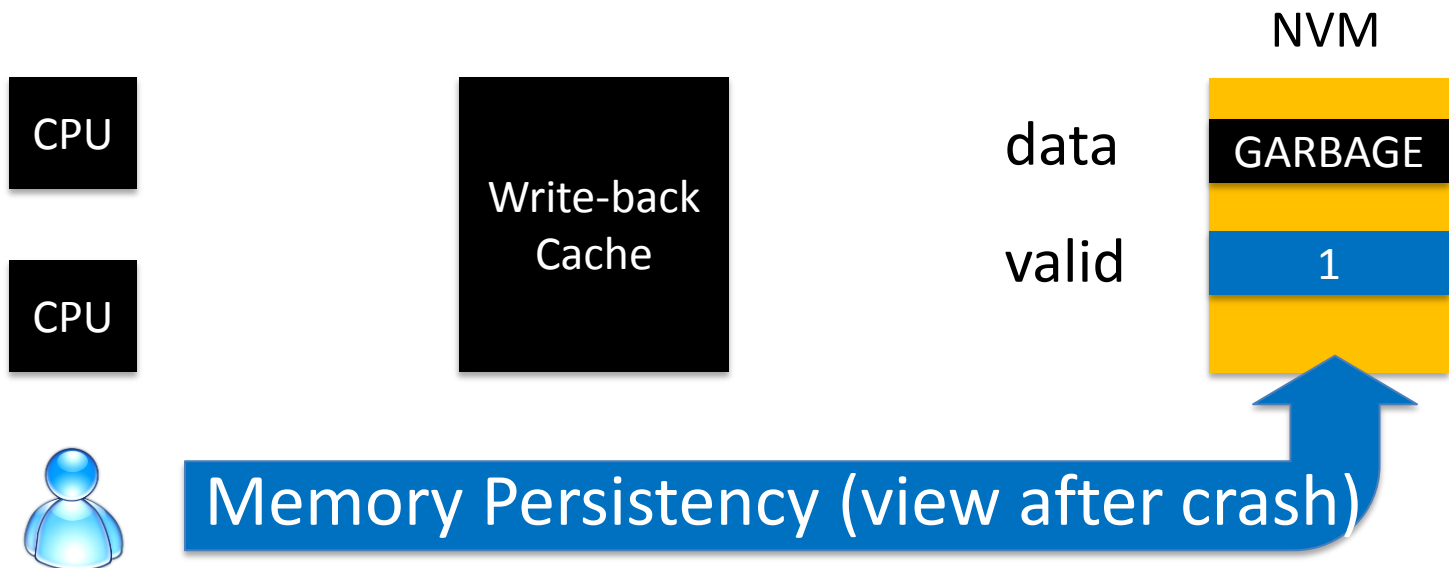 NVM
CPU
data
GARBAGE
Write-back
Cache
valid
1
CPU
Memory Persistency (view after crash)